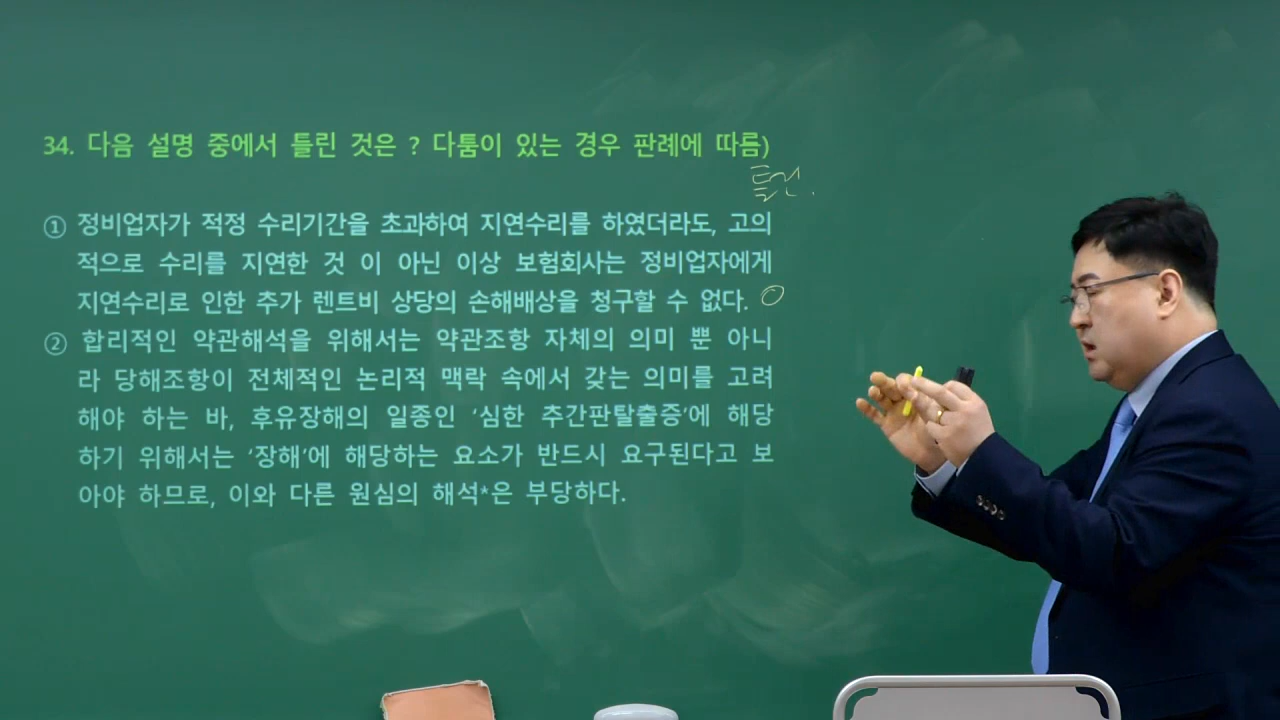 34. 다음 설명 중에서 틀린 것은 ? 다툼이 있는 경우 판례에 따름)
틀린.
① 정비업자가 적정 수리기간을 초과하여 지연수리를 하였더라도, 고의
적으로 수리를 지연한 것 이 아닌 이상 보험회사는 정비업자에게
지연수리로 인한 추가 렌트비 상당의 손해배상을 청구할 수 없다. ○
② 합리적인 약관해석을 위해서는 약관조항 자체의 의미 뿐 아니
라 당해조항이 전체적인 논리적 맥락 속에서 갖는 의미를 고려
해야 하는 바, 후유장해의 일종인 '심한 추간판탈출증'에 해당
하기 위해서는 '장해'에 해당하는 요소가 반드시 요구된다고 보
아야 하므로, 이와 다른 원심의 해석*은 부당하다.